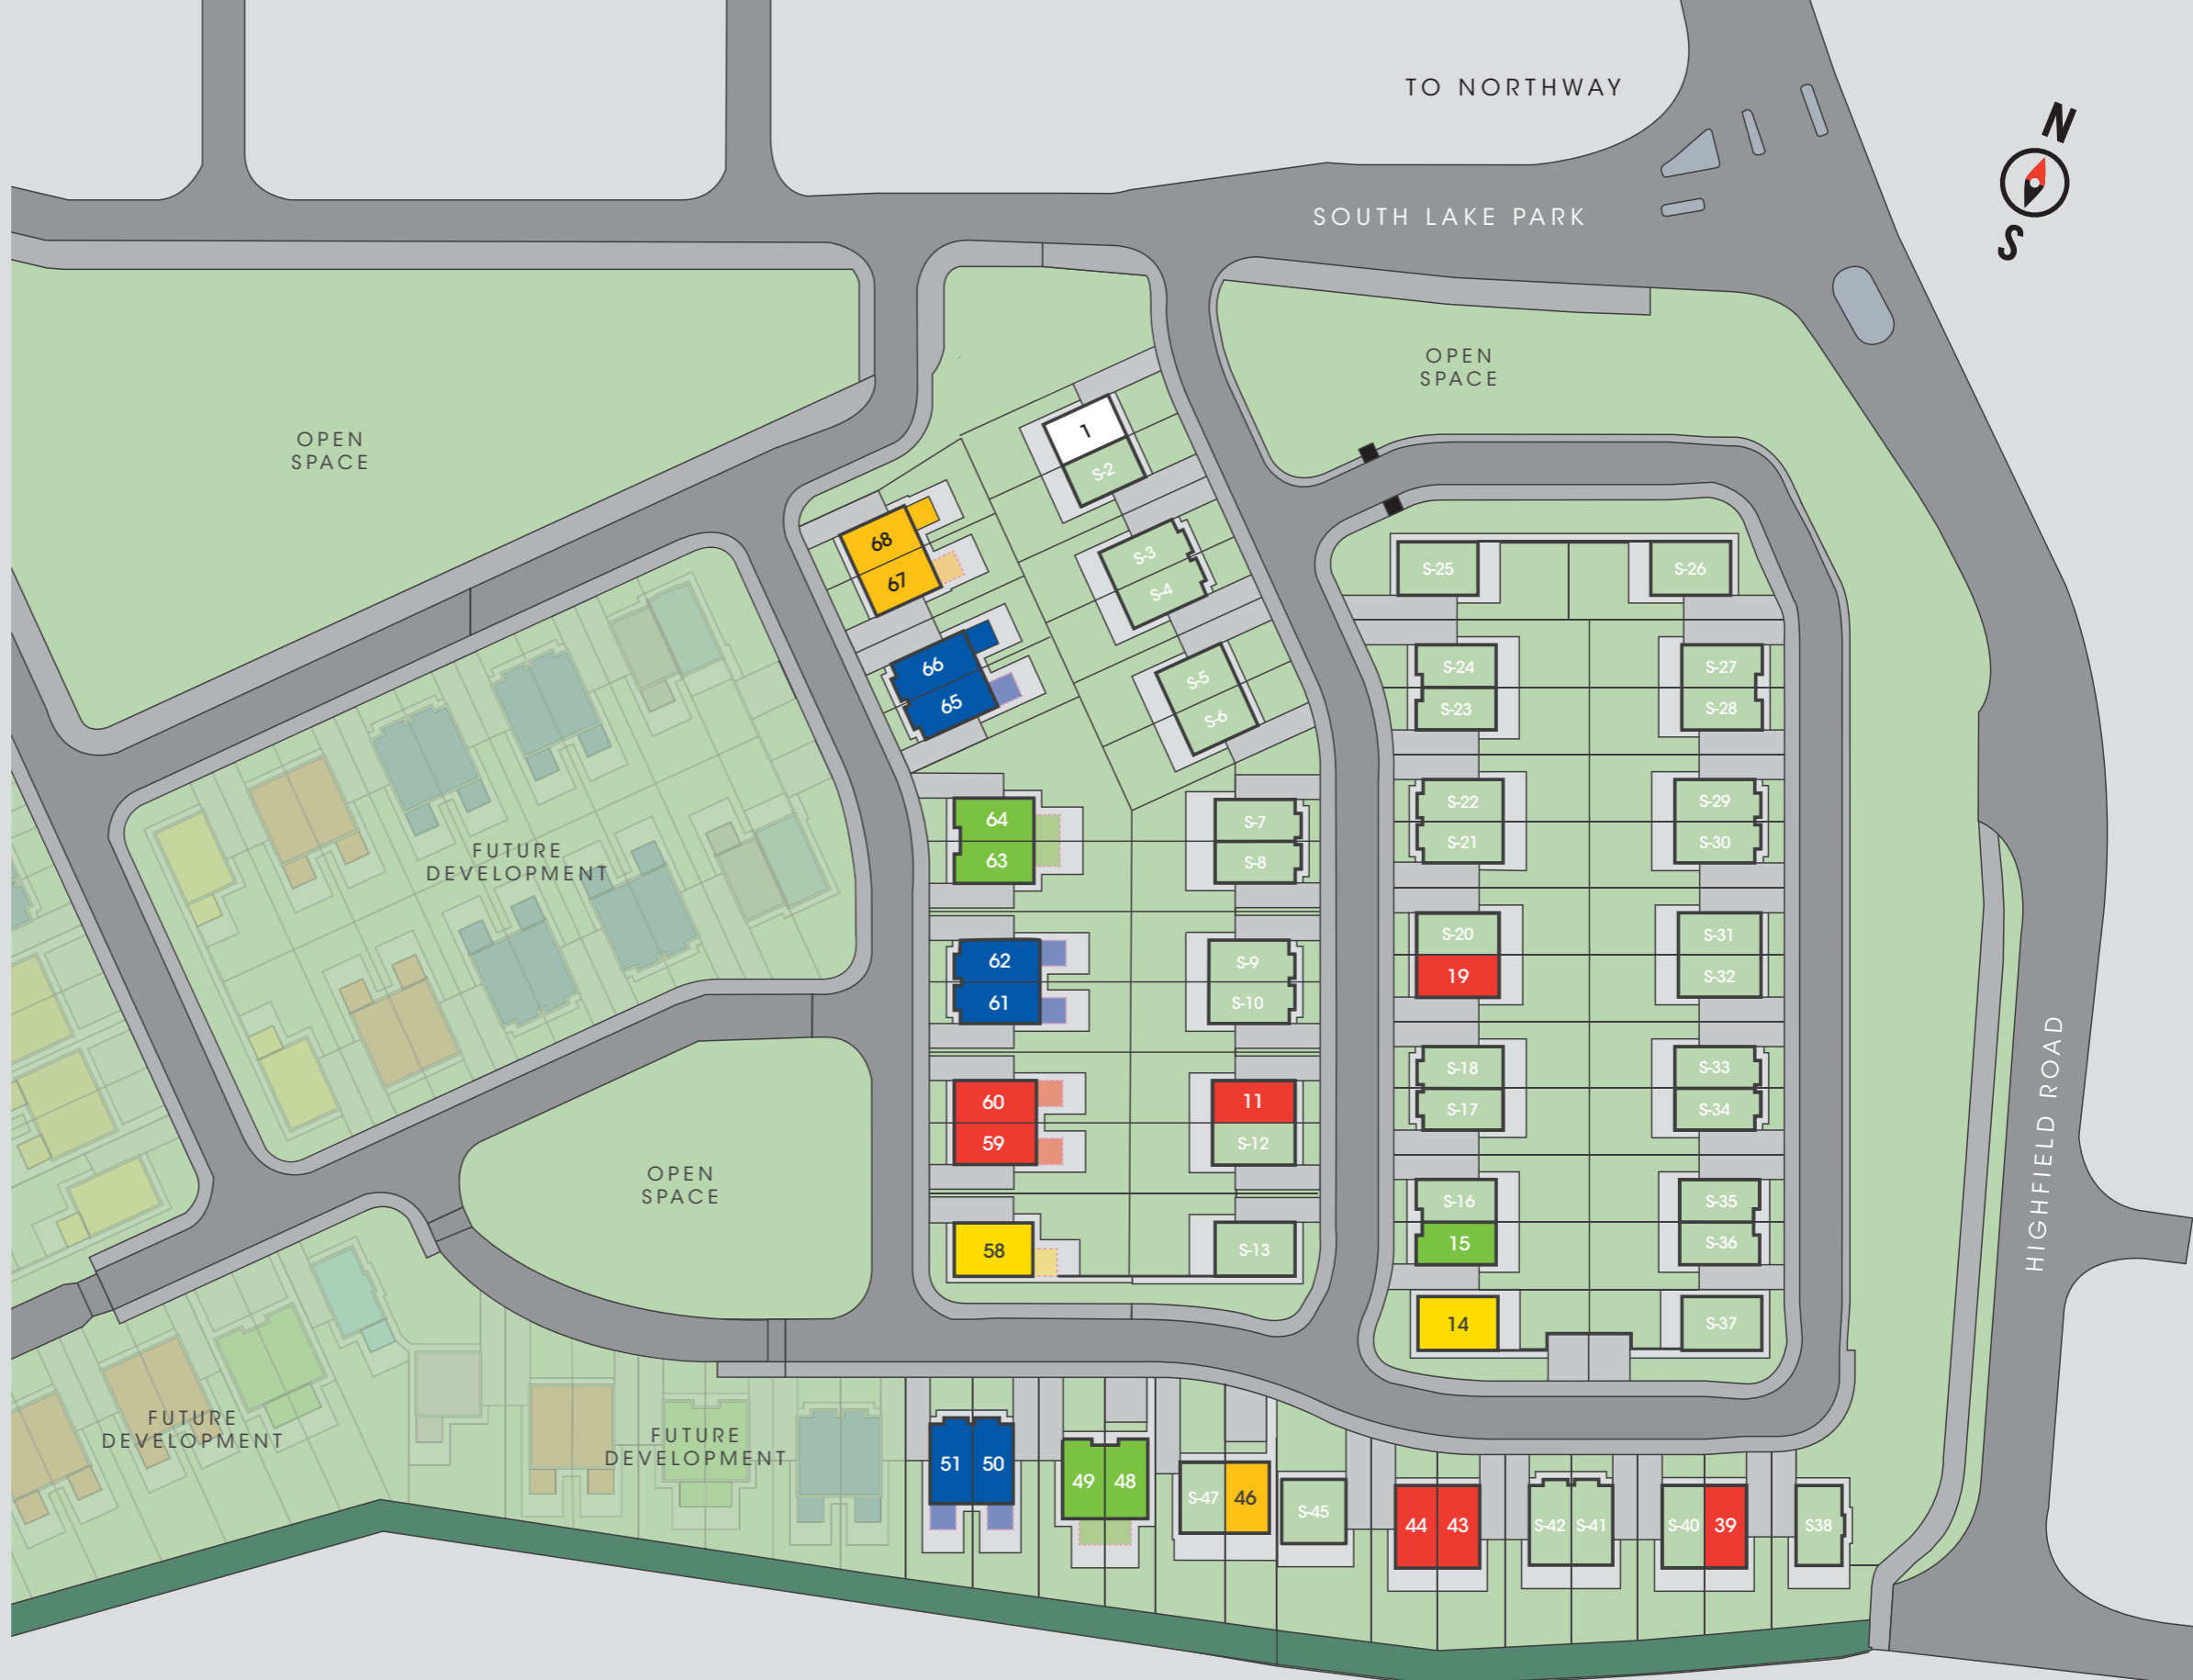 TO NORTHWAY
N
S
SOUTH LAKE PARK
OPEN
SPACE
OPEN
SPACE
1
S-2
68
67
S-3
S-4
66
65
S-5
S-6
S-25
S-26
S-24
S-23
S-27
S-28
64
63
S-7
S-8
S-22
S-21
S-29
S-30
FUTURE
DEVELOPMENT
62
61
S-9
S-10
S-20
19
S-31
S-32
60
59
11
S-12
S-18
S-17
S-33
S-34
HIGHFIELD ROAD
OPEN
SPACE
58
S-13
S-16
15
S-35
S-36
14
S-37
FUTURE
DEVELOPMENT
FUTURE
DEVELOPMENT
51 50
49 48
S-47 46
S-45
44 43
S-42 S-41
S-40 39
S38